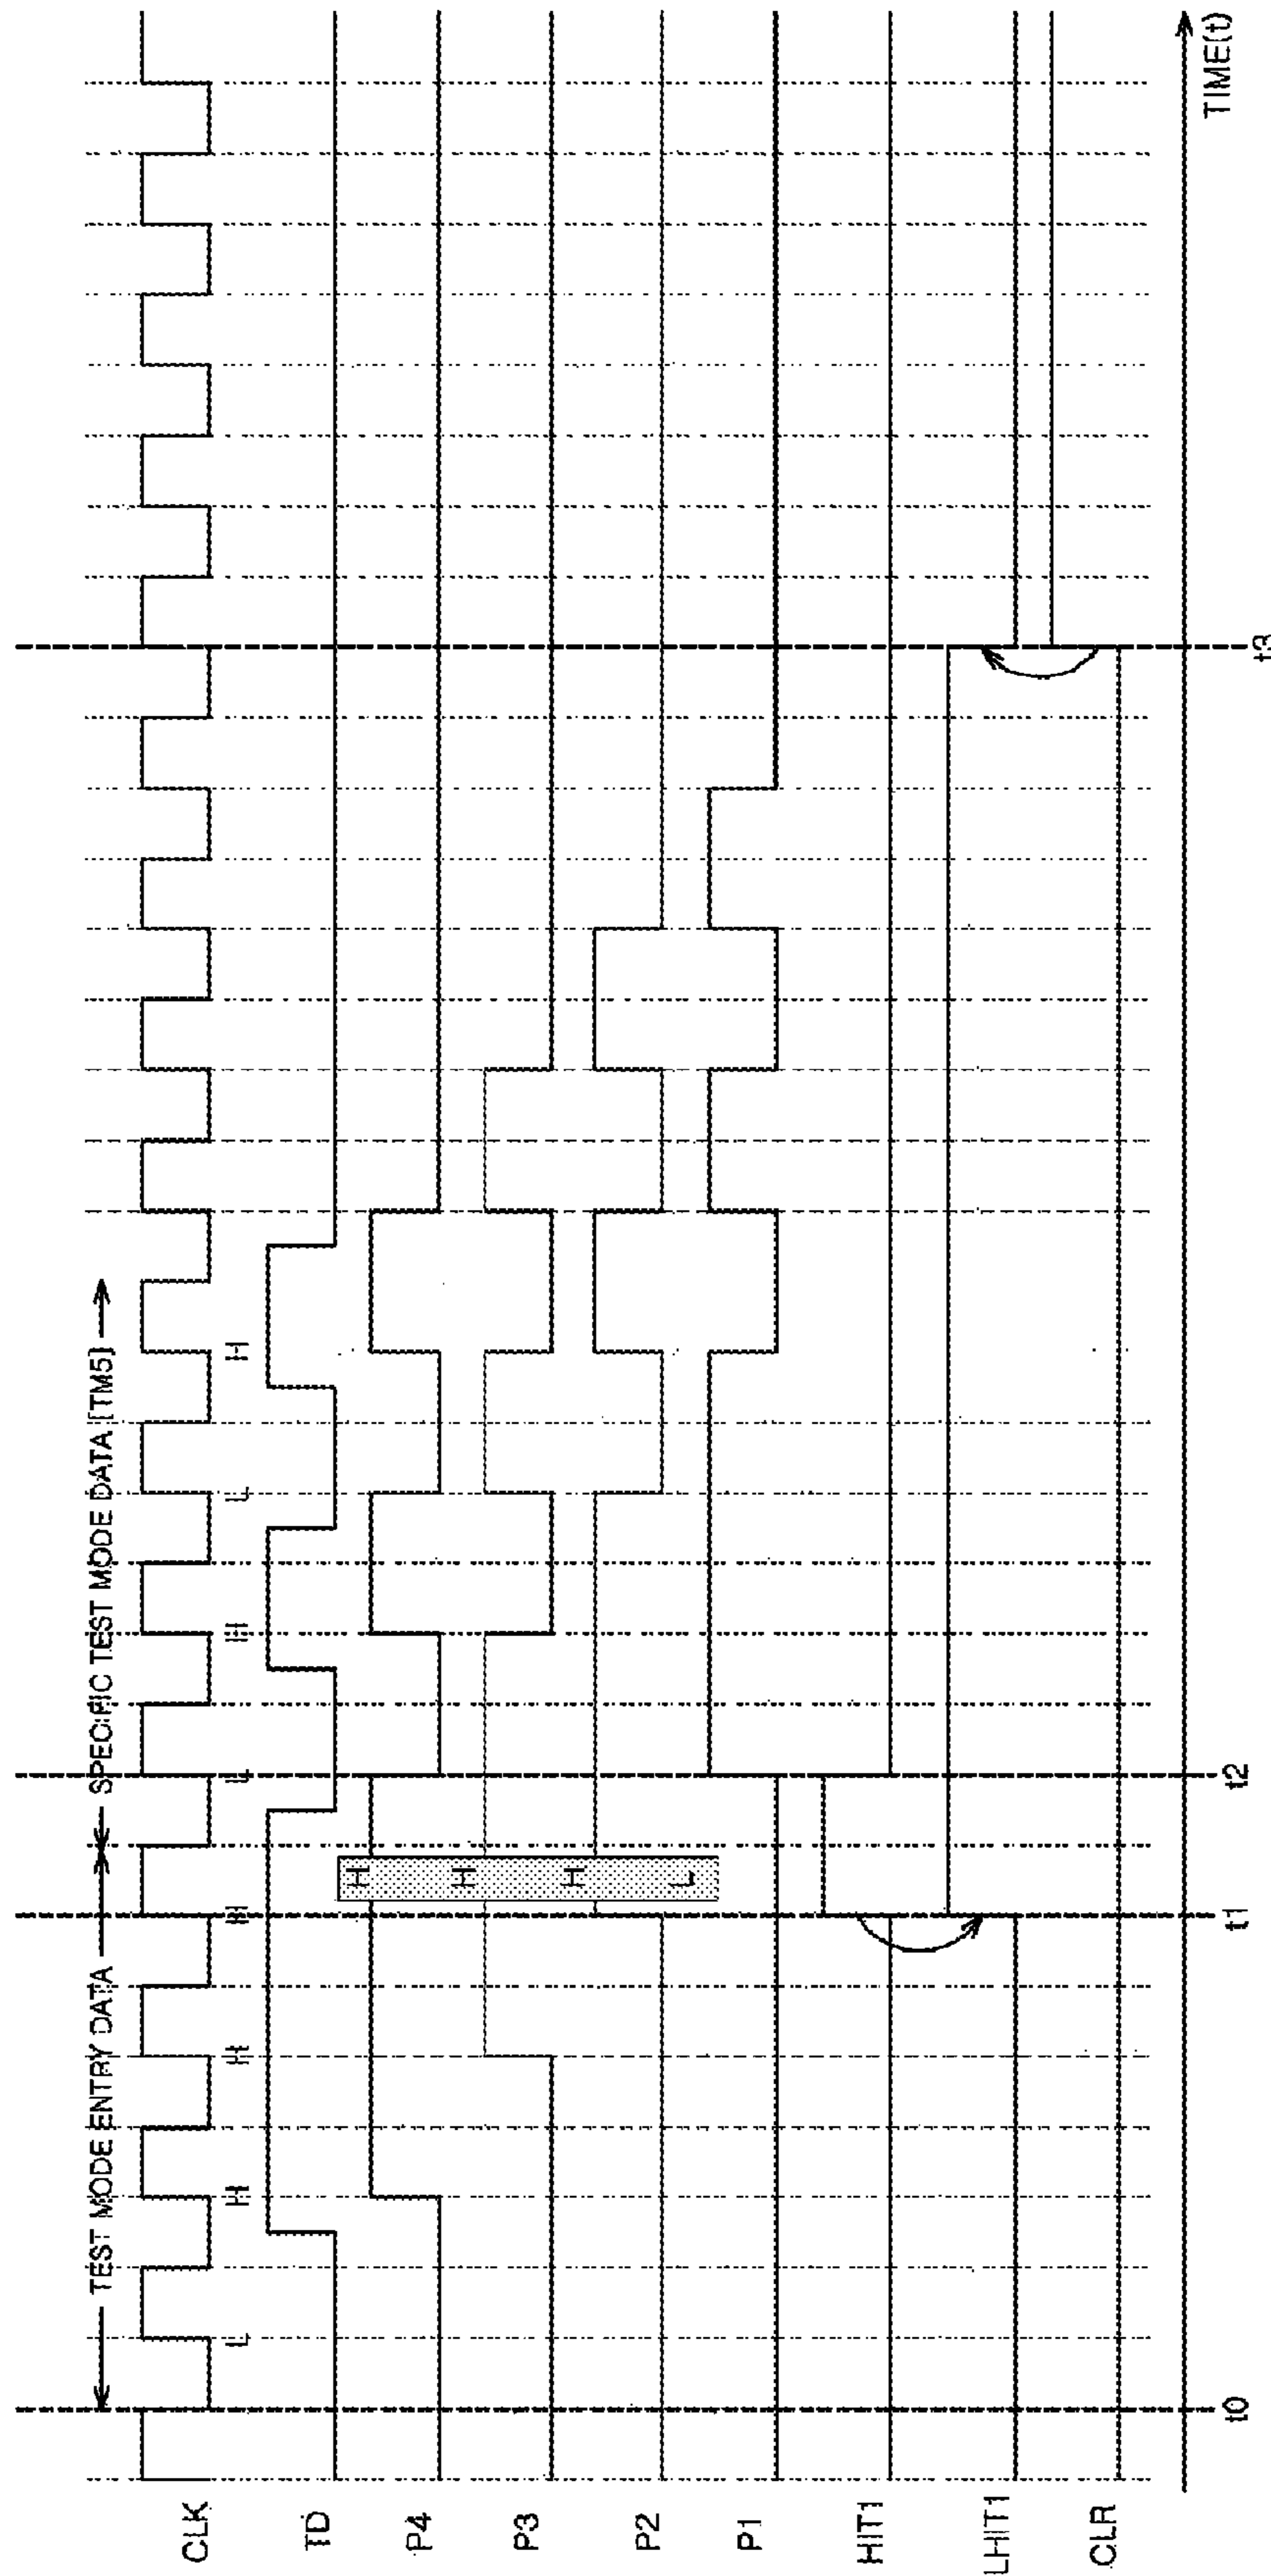 TEST MODE ENTRY DATA
SPECIFIC TEST MODE DATA [TM5]
CLK
L H H H L H L H
TD
P4
H
P3
H
P2
H
P1
L
HIT1
LHIT1
CLR
t0
t1
t2
t3
TIME(t)